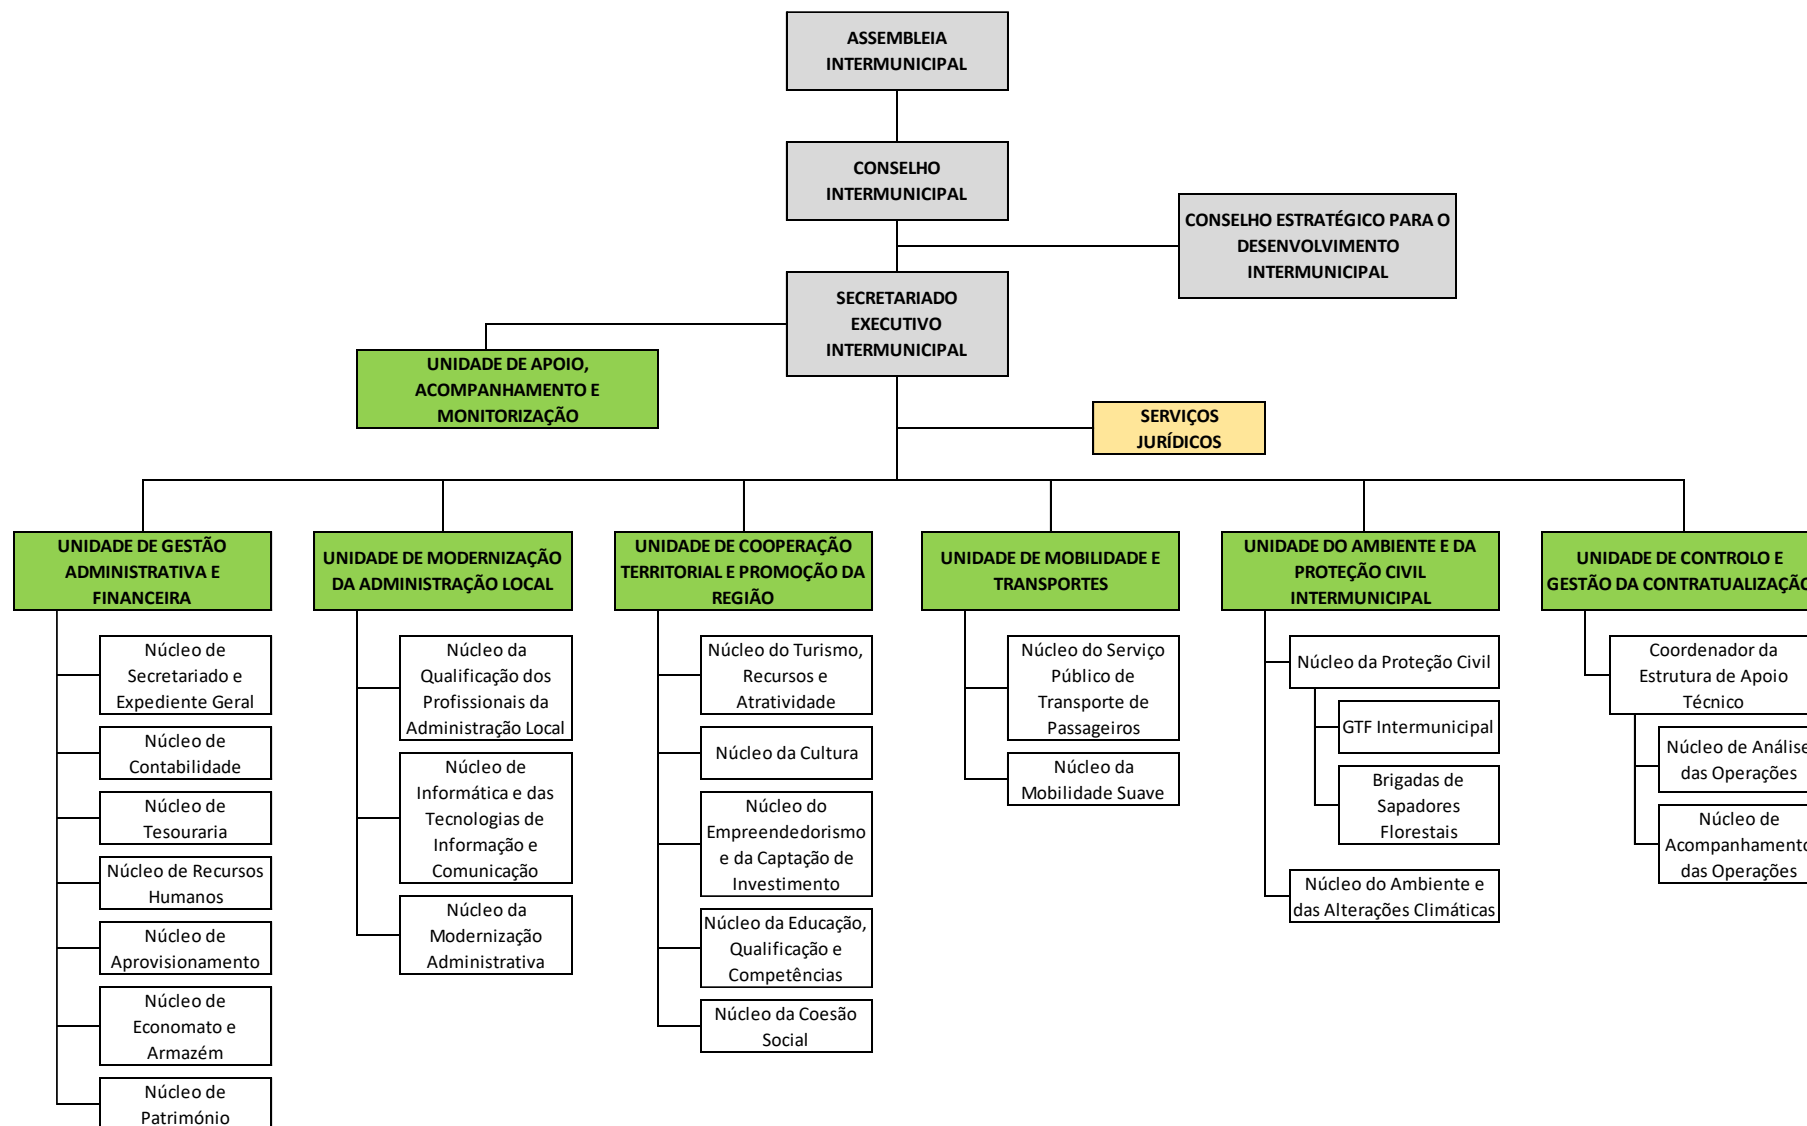 ASSEMBLEIA
INTERMUNICIPAL
CONSELHO
INTERMUNICIPAL
CONSELHO ESTRATÉGICO PARA O
DESENVOLVIMENTO
INTERMUNICIPAL
SECRETARIADO
EXECUTIVO
INTERMUNICIPAL
UNIDADE DE APOIO,
ACOMPANHAMENTO E
MONITORIZAÇÃO
SERVIÇOS
JURÍDICOS
UNIDADE DE GESTÃO
ADMINISTRATIVA E
FINANCEIRA
Núcleo de
Secretariado e
Expediente Geral
Núcleo de
Contabilidade
Núcleo de
Tesouraria
Núcleo de Recursos
Humanos
Núcleo de
Aprovisionamento
Núcleo de
Economato e
Armazém
Núcleo de
Património
UNIDADE DE MODERNIZAÇÃO
DA ADMINISTRAÇÃO LOCAL
Núcleo da
Qualificação dos
Profissionais da
Administração Local
Núcleo de
Informática e das
Tecnologias de
Informação e
Comunicação
Núcleo da
Modernização
Administrativa
UNIDADE DE COOPERAÇÃO
TERRITORIAL E PROMOÇÃO DA
REGIÃO
Núcleo do Turismo,
Recursos e
Atratividade
Núcleo da Cultura
Núcleo do
Empreendedorismo
e da Captação de
Investimento
Núcleo da Educação,
Qualificação e
Competências
Núcleo da Coesão
Social
UNIDADE DE MOBILIDADE E
TRANSPORTES
Núcleo do Serviço
Público de
Transporte de
Passageiros
Núcleo da
Mobilidade Suave
UNIDADE DO AMBIENTE E DA
PROTEÇÃO CIVIL
INTERMUNICIPAL
Núcleo da Proteção Civil
GTF Intermunicipal
Brigadas de
Sapadores
Florestais
Núcleo do Ambiente e
das Alterações Climáticas
UNIDADE DE CONTROLO E
GESTÃO DA CONTRATUALIZAÇÃO
Coordenador da
Estrutura de Apoio
Técnico
Núcleo de Análise
das Operações
Núcleo de
Acompanhamento
das Operações